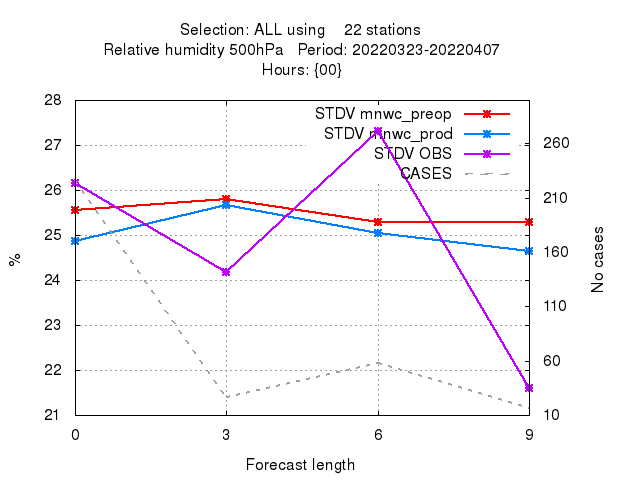 Selection: ALL using    22 stations
Relative humidity 500hPa   Period: 20220323-20220407
Hours: {00}
STDV mnwc_preop
STDV mnwc_prod
STDV OBS
CASES
28
27
26
25
24
23
22
21
260
210
160
110
60
10
%
No cases
0 3 6 9
Forecast length